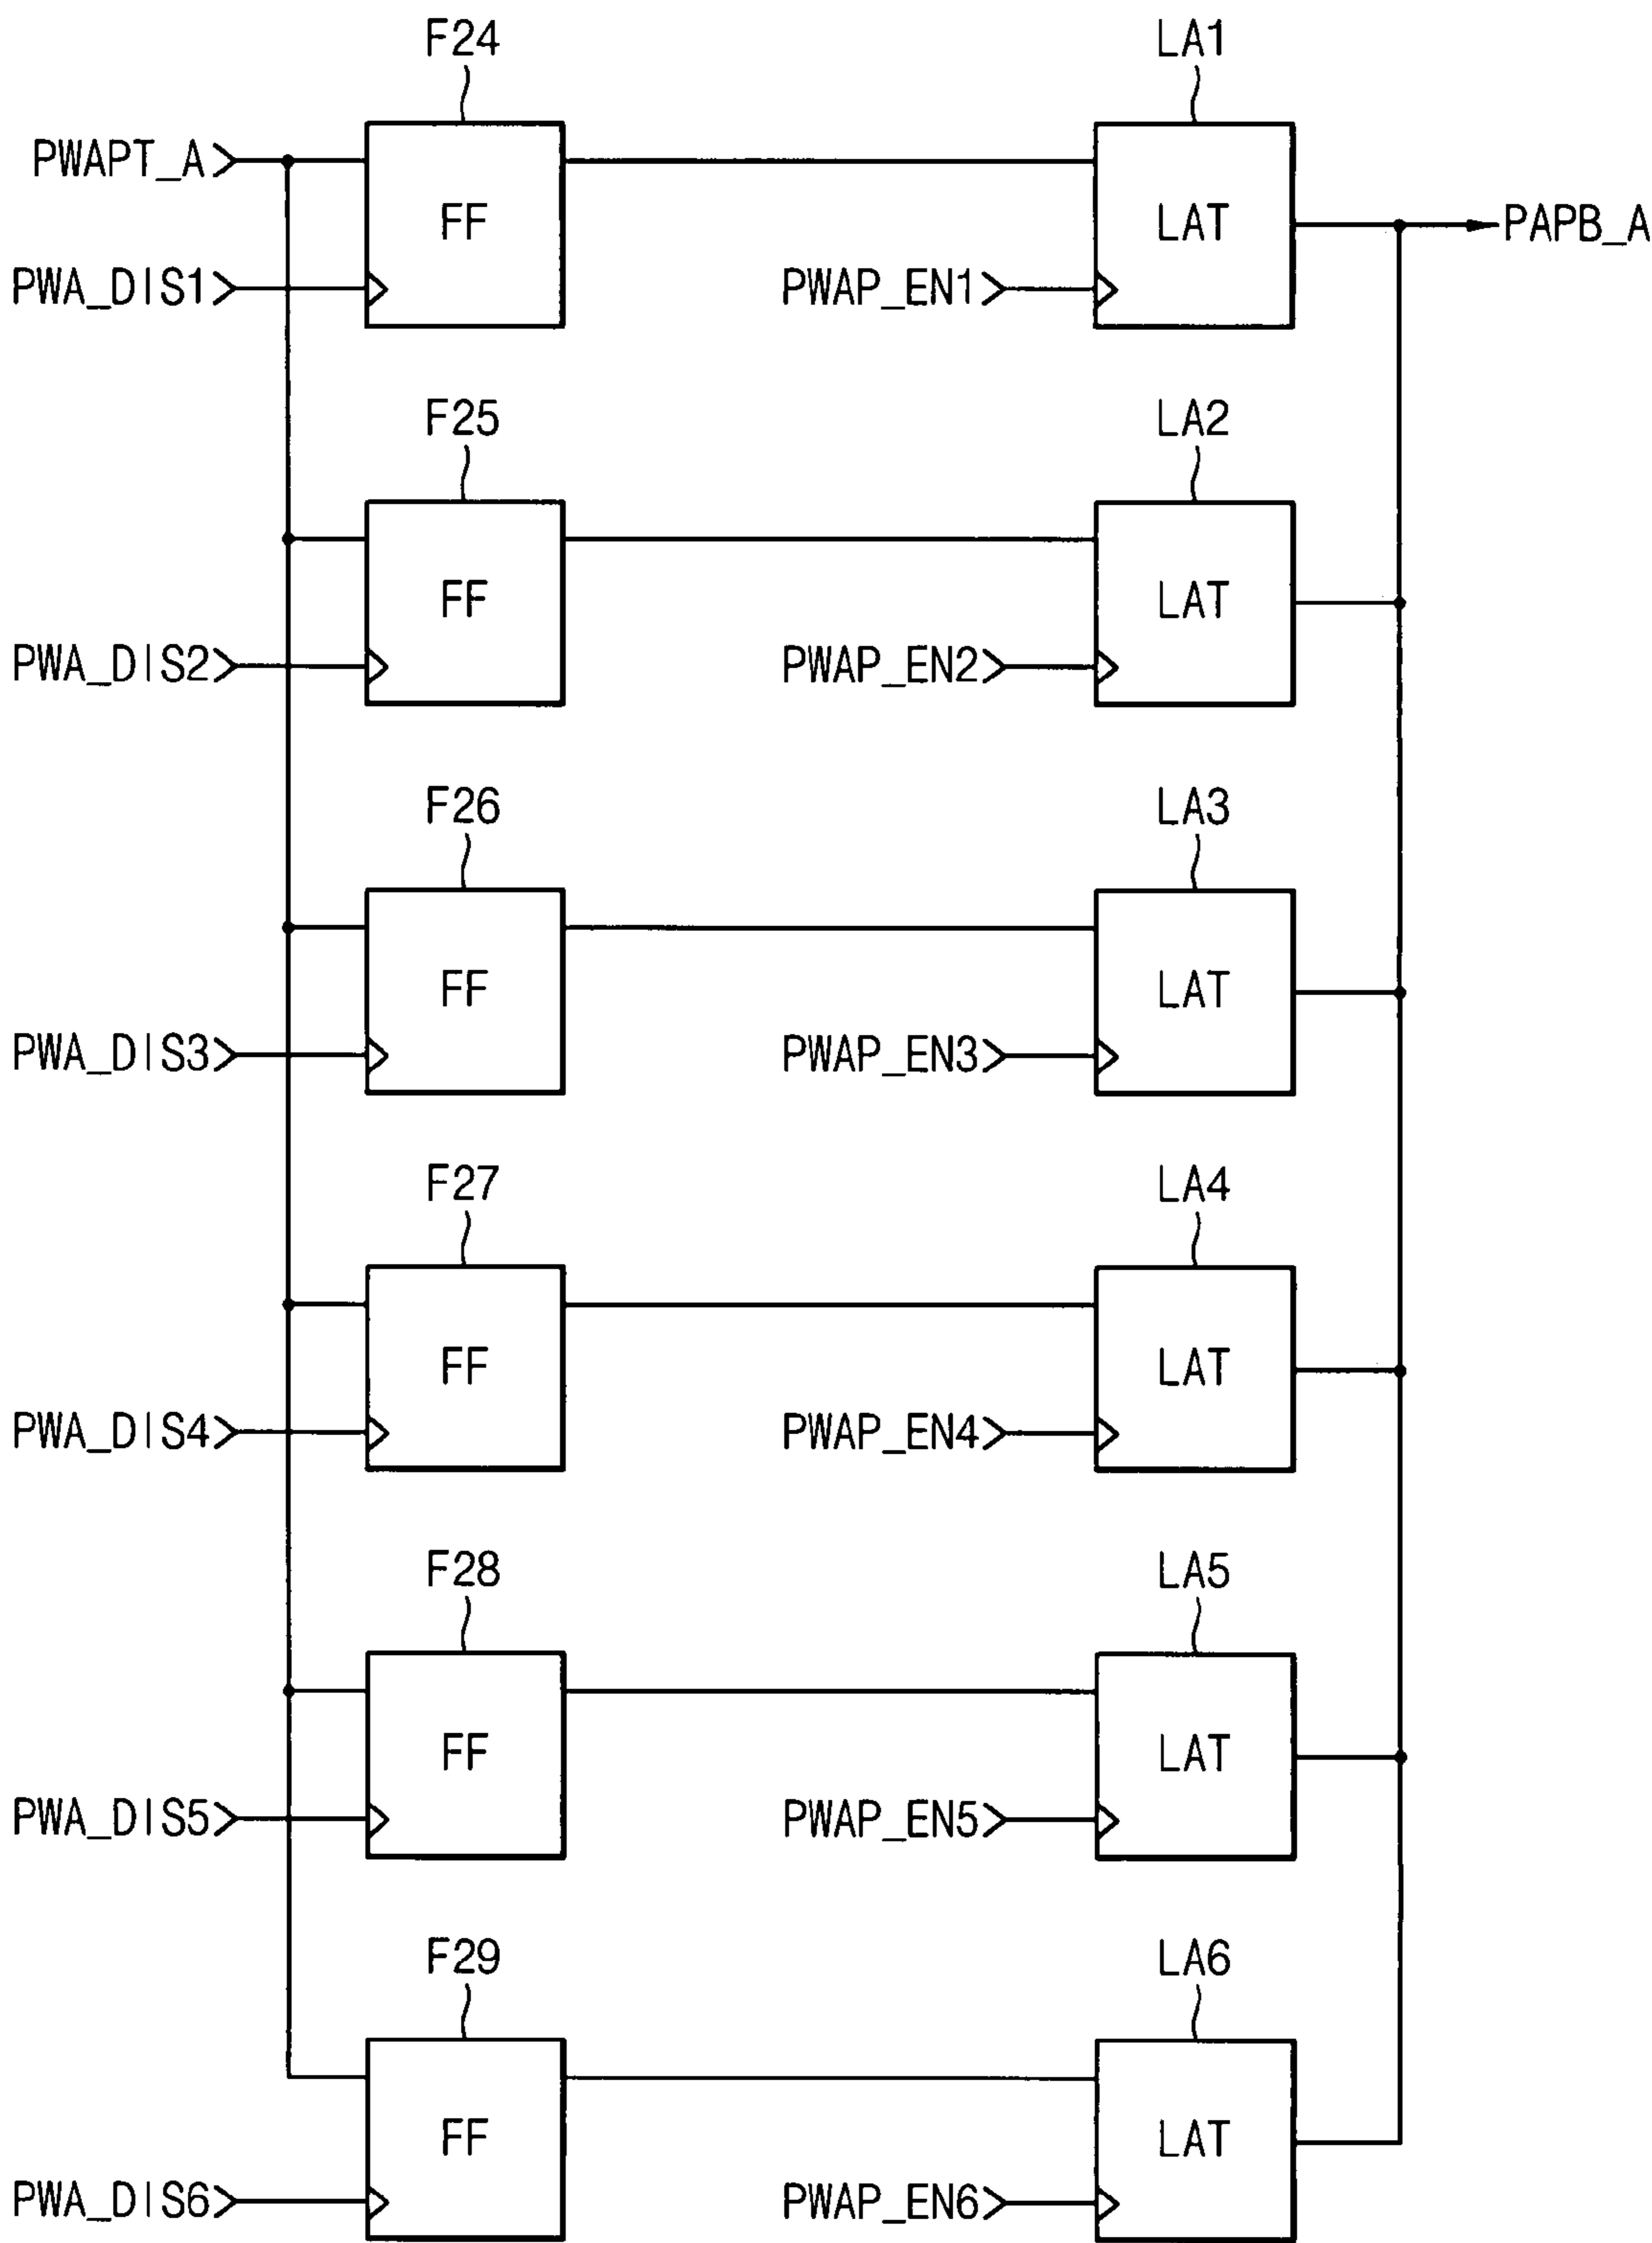 F24 LA1
PWAPT_A
FF LAT PAPB_A
PWA_DIS1 PWAP_EN1
F25 LA2
FF LAT
PWA_DIS2 PWAP_EN2
F26 LA3
FF LAT
PWA_DIS3 PWAP_EN3
F27 LA4
FF LAT
PWA_DIS4 PWAP_EN4
F28 LA5
FF LAT
PWA_DIS5 PWAP_EN5
F29 LA6
FF LAT
PWA_DIS6 PWAP_EN6